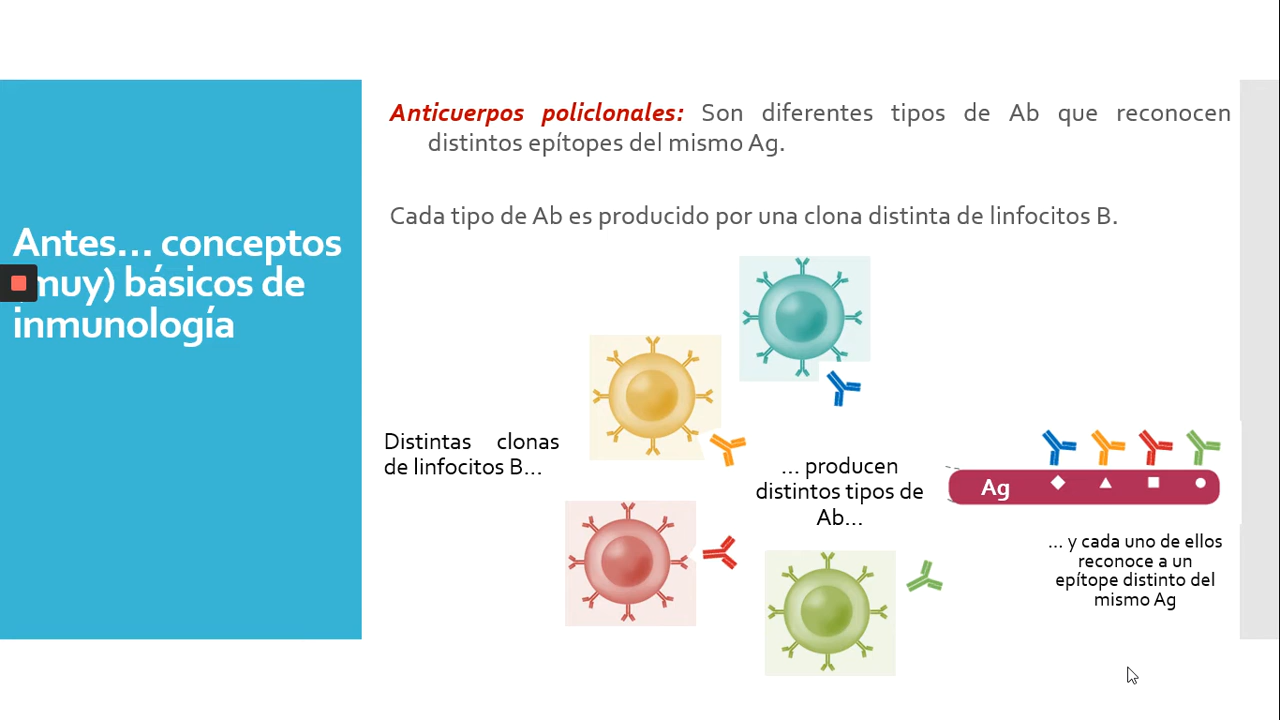 Antes... conceptos
muy) básicos de
inmunología
Anticuerpos policlonales: Son diferentes tipos de Ab que reconocen
distintos epítopes del mismo Ag.
Cada tipo de Ab es producido por una clona distinta de linfocitos B.
Distintas clonas
de linfocitos B...
... producen
distintos tipos de
Ab...
Ag
... y cada uno de ellos
reconoce a un
epítope distinto del
mismo Ag